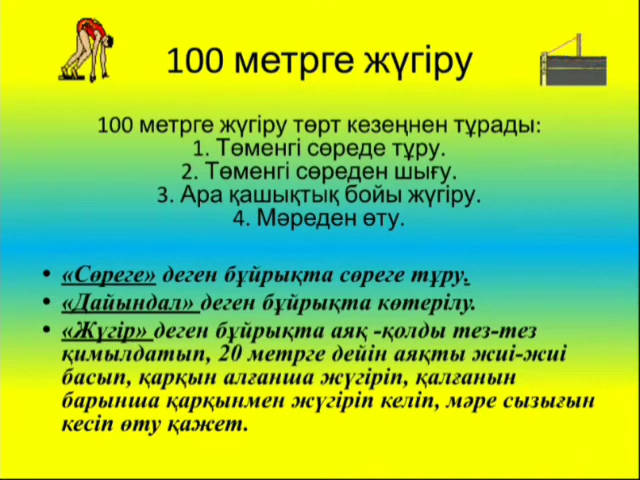 100 метрге жүгіру
100 метрге жүгіру төрт кезеңнен тұрады:
1. Төменгі сөреде тұру.
2. Төменгі сөреден шығу.
3. Ара қашықтық бойы жүгіру.
4. Мәреден өту.
• «Сөреге» деген бұйрықта сөреге тұру.
• «Дайындал» деген бұйрықта көтерілу.
• «Жүгір» деген бұйрықта аяқ -қолды тез-тез
қимылдатып, 20 метрге дейін аяқты жиі-жиі
басып, қарқын алғанша жүгіріп, қалғанын
барынша қарқынмен жүгіріп келіп, мәре сызығын
кесіп өту қажет.